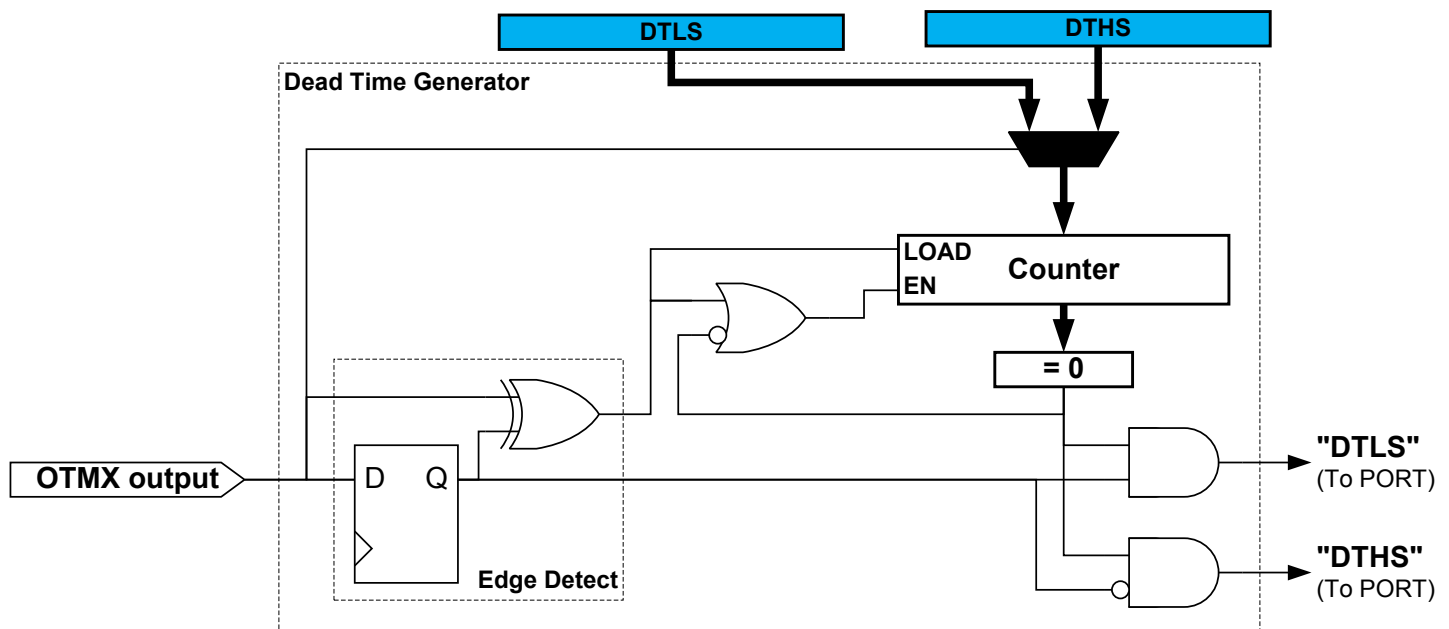 DTLS
DTHS
Dead Time Generator
LOAD
Counter
EN
= 0
OTMX output
D
Q
Edge Detect
"DTLS"
(To PORT)
"DTHS"
(To PORT)